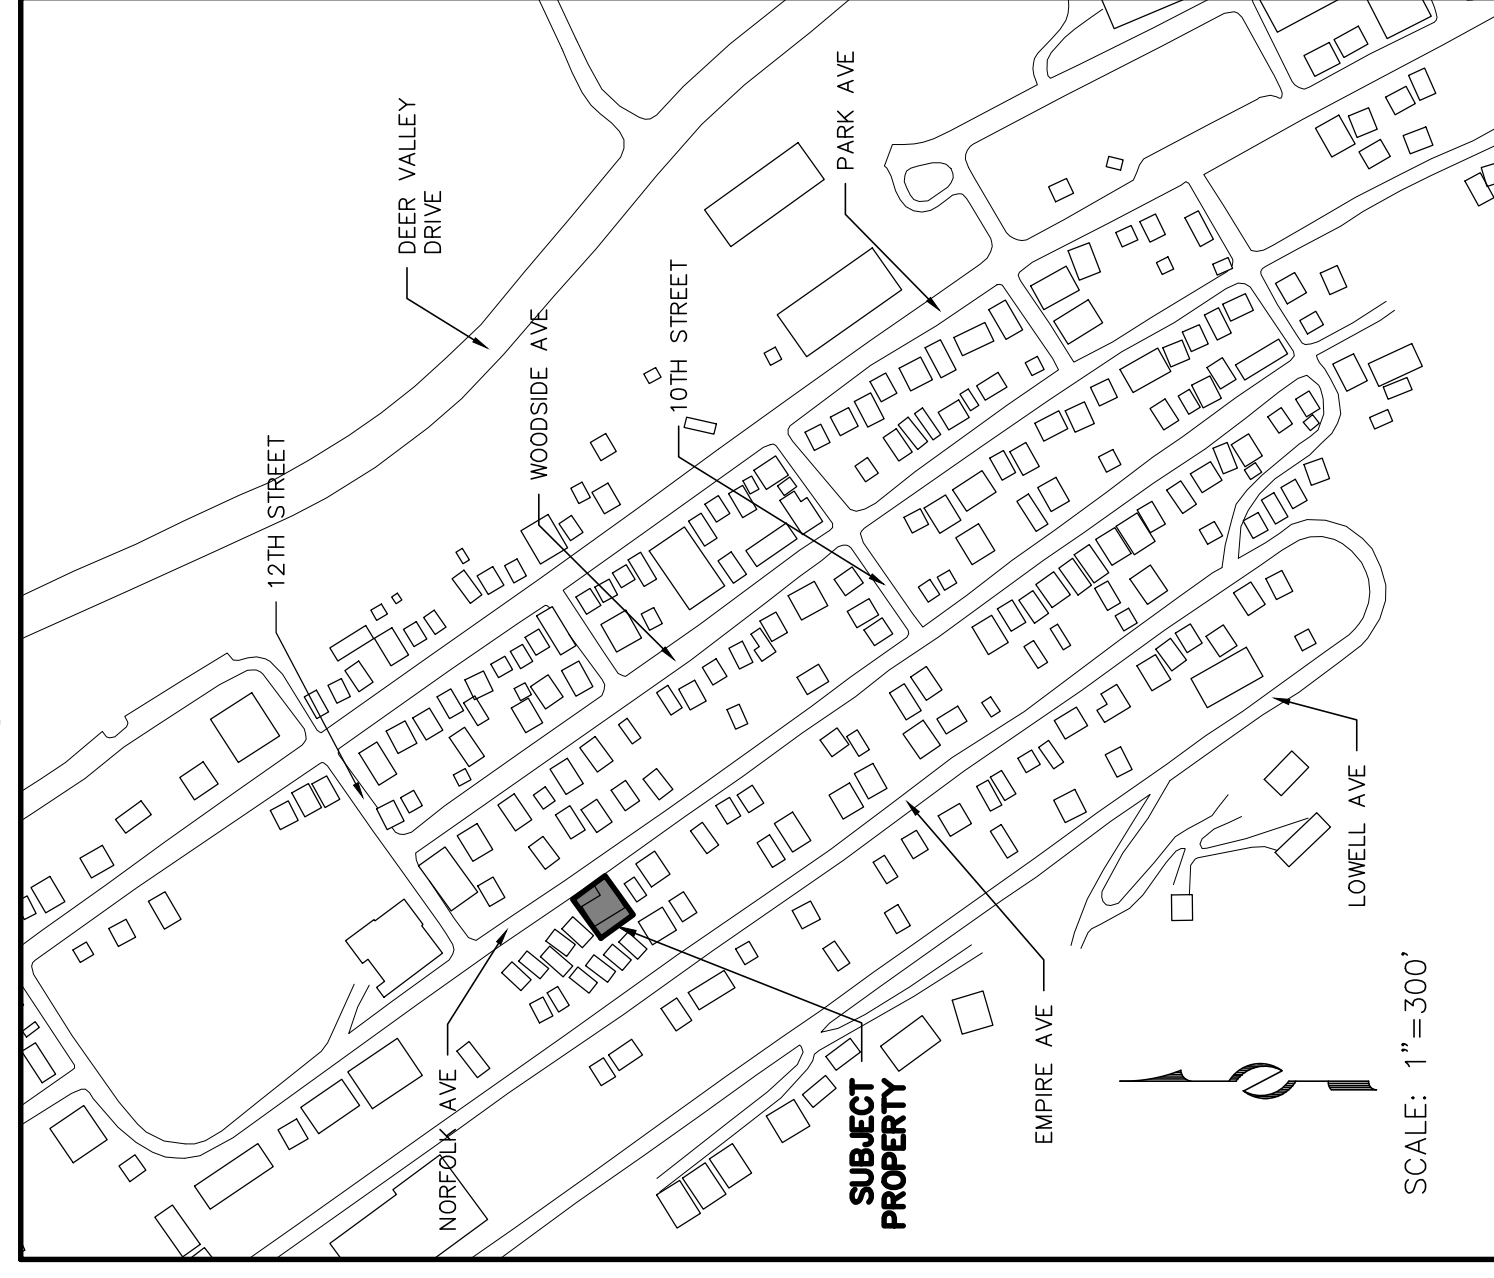 DEER VALLEY
DRIVE
PARK AVE
WOODSIDE AVE
10TH STREET
12TH STREET
NORFOLK AVE
SUBJECT
PROPERTY
EMPIRE AVE
LOWELL AVE
SCALE: 1"=300'